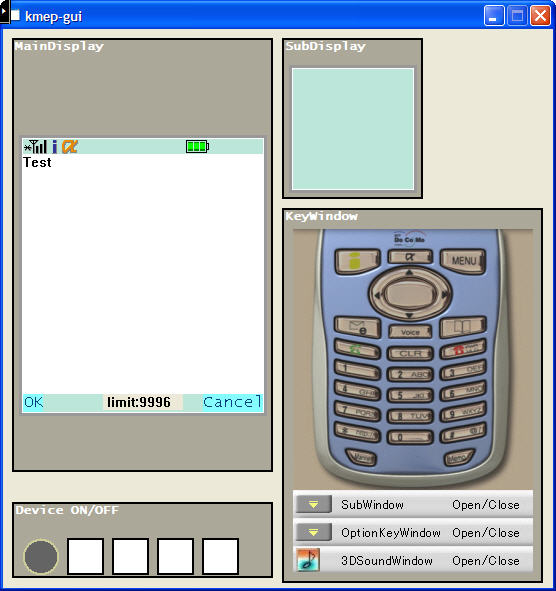 kmep-gui
MainDisplay
Test
OK
limit:9996
Cancel
Device ON/OFF
SubDisplay
KeyWindow
DoCoMo
MENU
Voice
CLR
1
2 ABC
3 DEF
4 GHI
5 JKL
6 MNO
7 PQRS
8 TUV
9 WXYZ
0
#
Memo
SubWindow Open/Close
OptionKeyWindow Open/Close
3DSoundWindow Open/Close